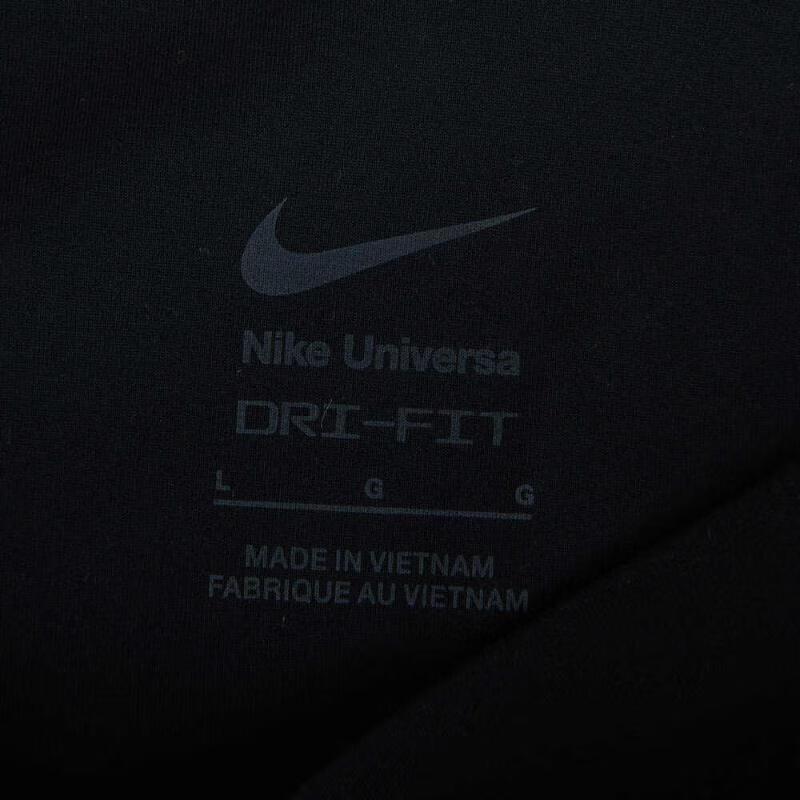 Nike Universa
DRI-FIT
L G G
MADE IN VIETNAM
FABRIQUE AU VIETNAM